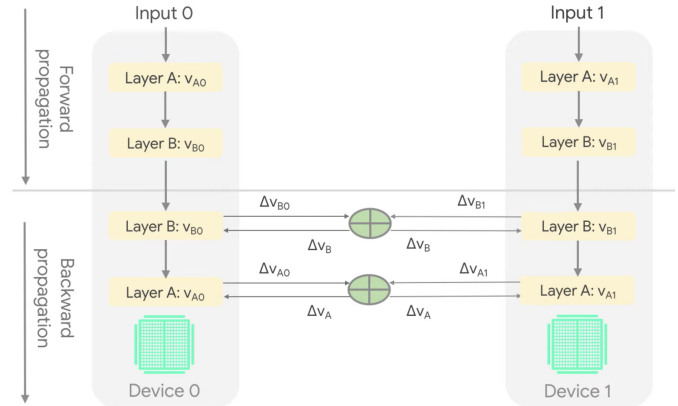 Input 0
Input 1
Forward
propagation
Layer A: vA0
Layer A: vA1
Layer B: vB0
Layer B: vB1
Backward
propagation
Layer B: vB0
ΔvB0
ΔvB1
Layer B: vB1
ΔvB
ΔvB
Layer A: vA0
ΔvA0
ΔvA1
Layer A: vA1
ΔvA
ΔvA
Device 0
Device 1